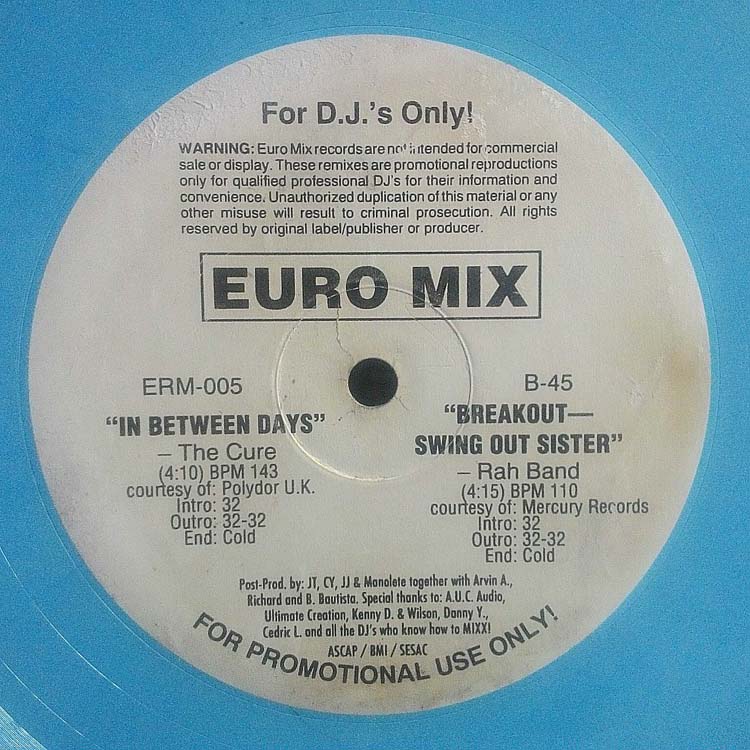 For D.J.'s Only!
WARNING: Euro Mix records are not intended for commercial
sale or display. These remixes are promotional reproductions
only for qualified professional DJ's for their information and
convenience. Unauthorized duplication of this material or any
other misuse will result to criminal prosecution. All rights
reserved by original label/publisher or producer.
EURO MIX
ERM-005
"IN BETWEEN DAYS"
– The Cure
(4:10) BPM 143
courtesy of: Polydor U.K.
Intro: 32
Outro: 32-32
End: Cold
B-45
"BREAKOUT—
SWING OUT SISTER"
– Rah Band
(4:15) BPM 110
courtesy of: Mercury Records
Intro: 32
Outro: 32-32
End: Cold
Post-Prod. by: JT, CY, JJ & Manolete together with Arvin A.,
Richard and B. Bautista. Special thanks to: A.U.C. Audio,
Ultimate Creation, Kenny D. & Wilson, Danny Y.,
Cedric L. and all the DJ's who know how to MIXX!
ASCAP / BMI / SESAC
FOR PROMOTIONAL USE ONLY!